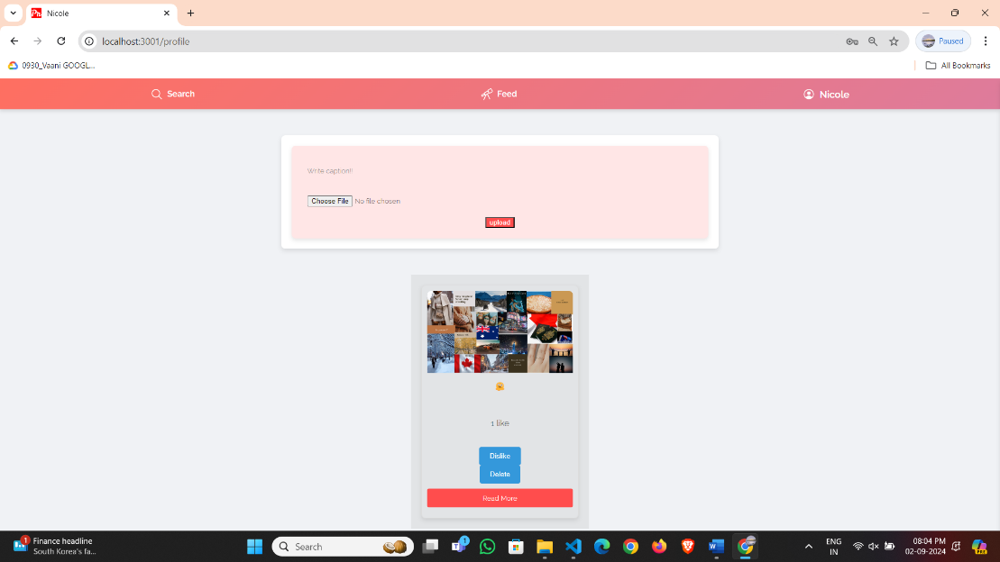 Nicole
localhost:3001/profile
Paused
0930_Vaani GOOGL...
All Bookmarks
Search
Feed
Nicole
Write caption!!
Choose File No file chosen
upload
1 like
Dislike
Delete
Read More
1
Finance headline
South Korea's fa...
Search
1
ENG
IN
08:04 PM
02-09-2024